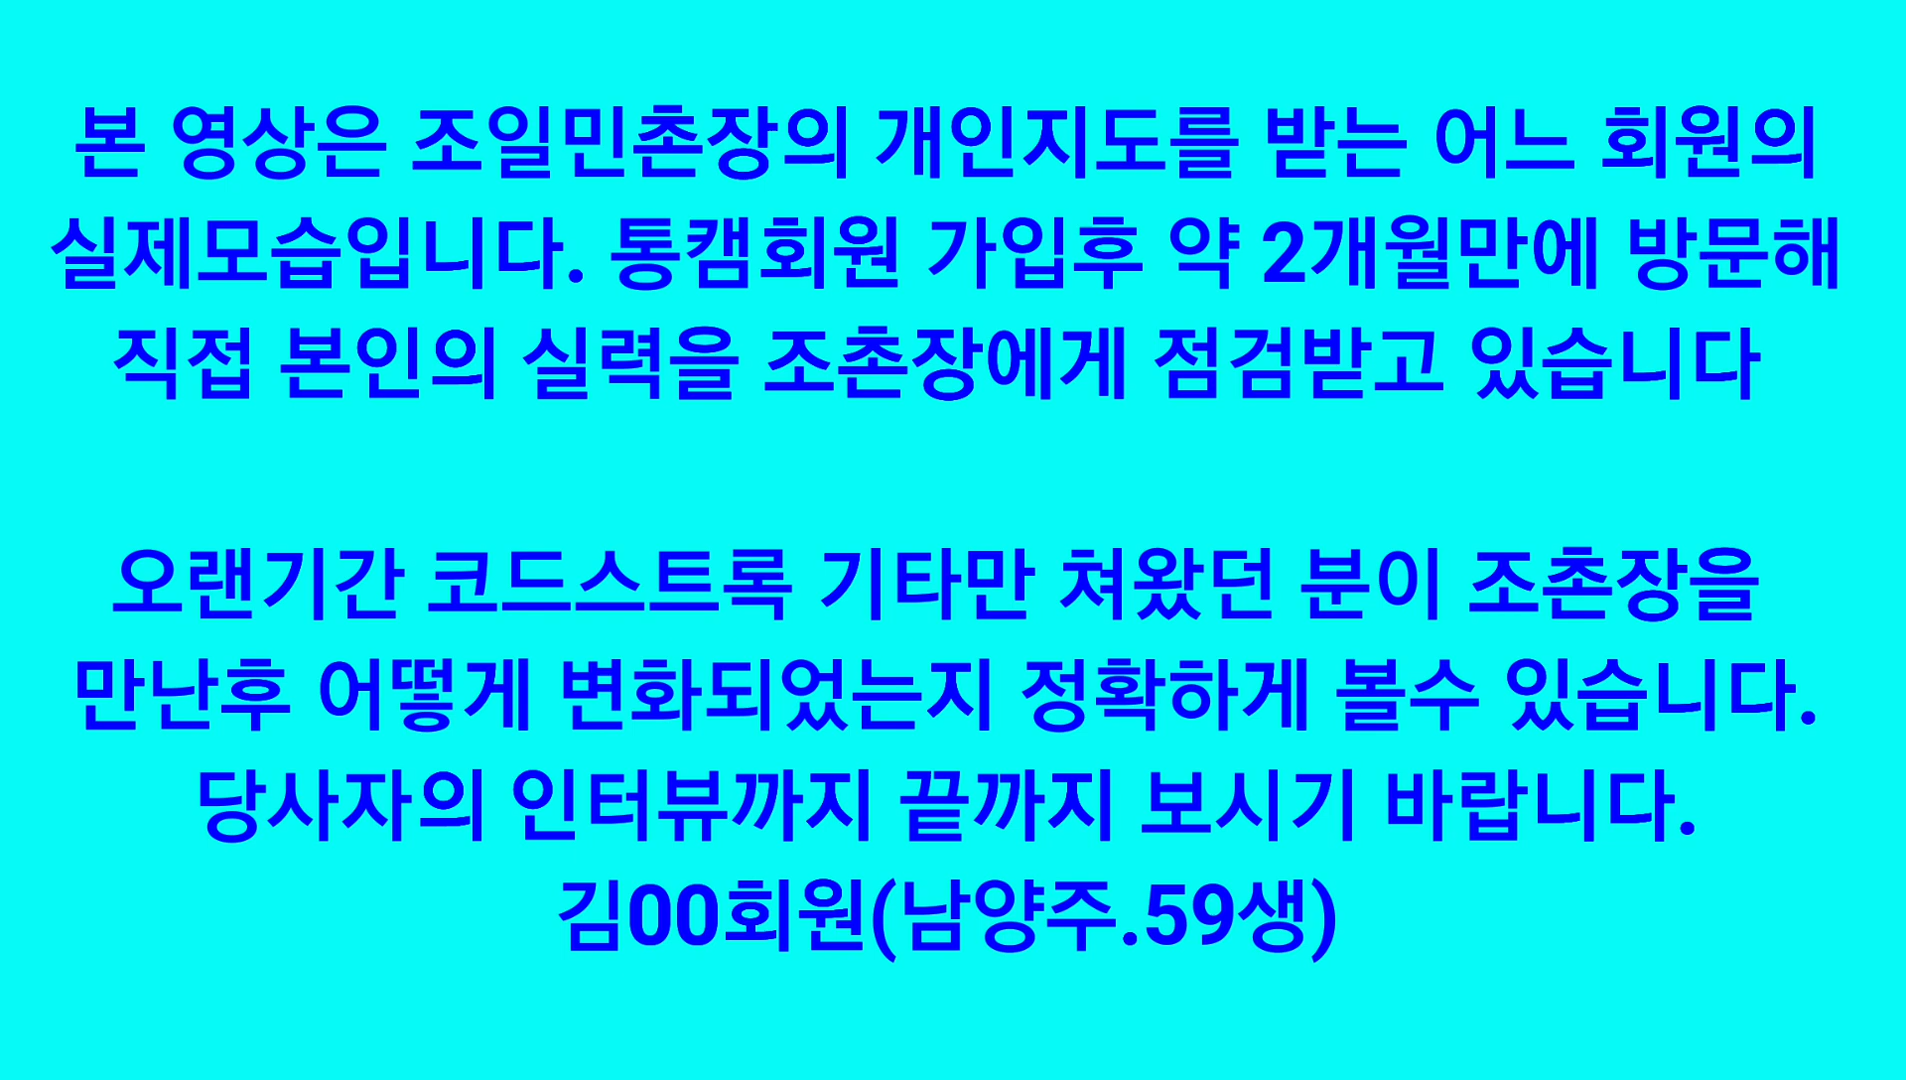 본 영상은 조일민촌장의 개인지도를 받는 어느 회원의
실제모습입니다. 통캠회원 가입후 약 2개월만에 방문해
직접 본인의 실력을 조촌장에게 점검받고 있습니다
오랜기간 코드스트록 기타만 쳐왔던 분이 조촌장을
만난후 어떻게 변화되었는지 정확하게 볼수 있습니다.
당사자의 인터뷰까지 끝까지 보시기 바랍니다.
김00회원(남양주.59생)